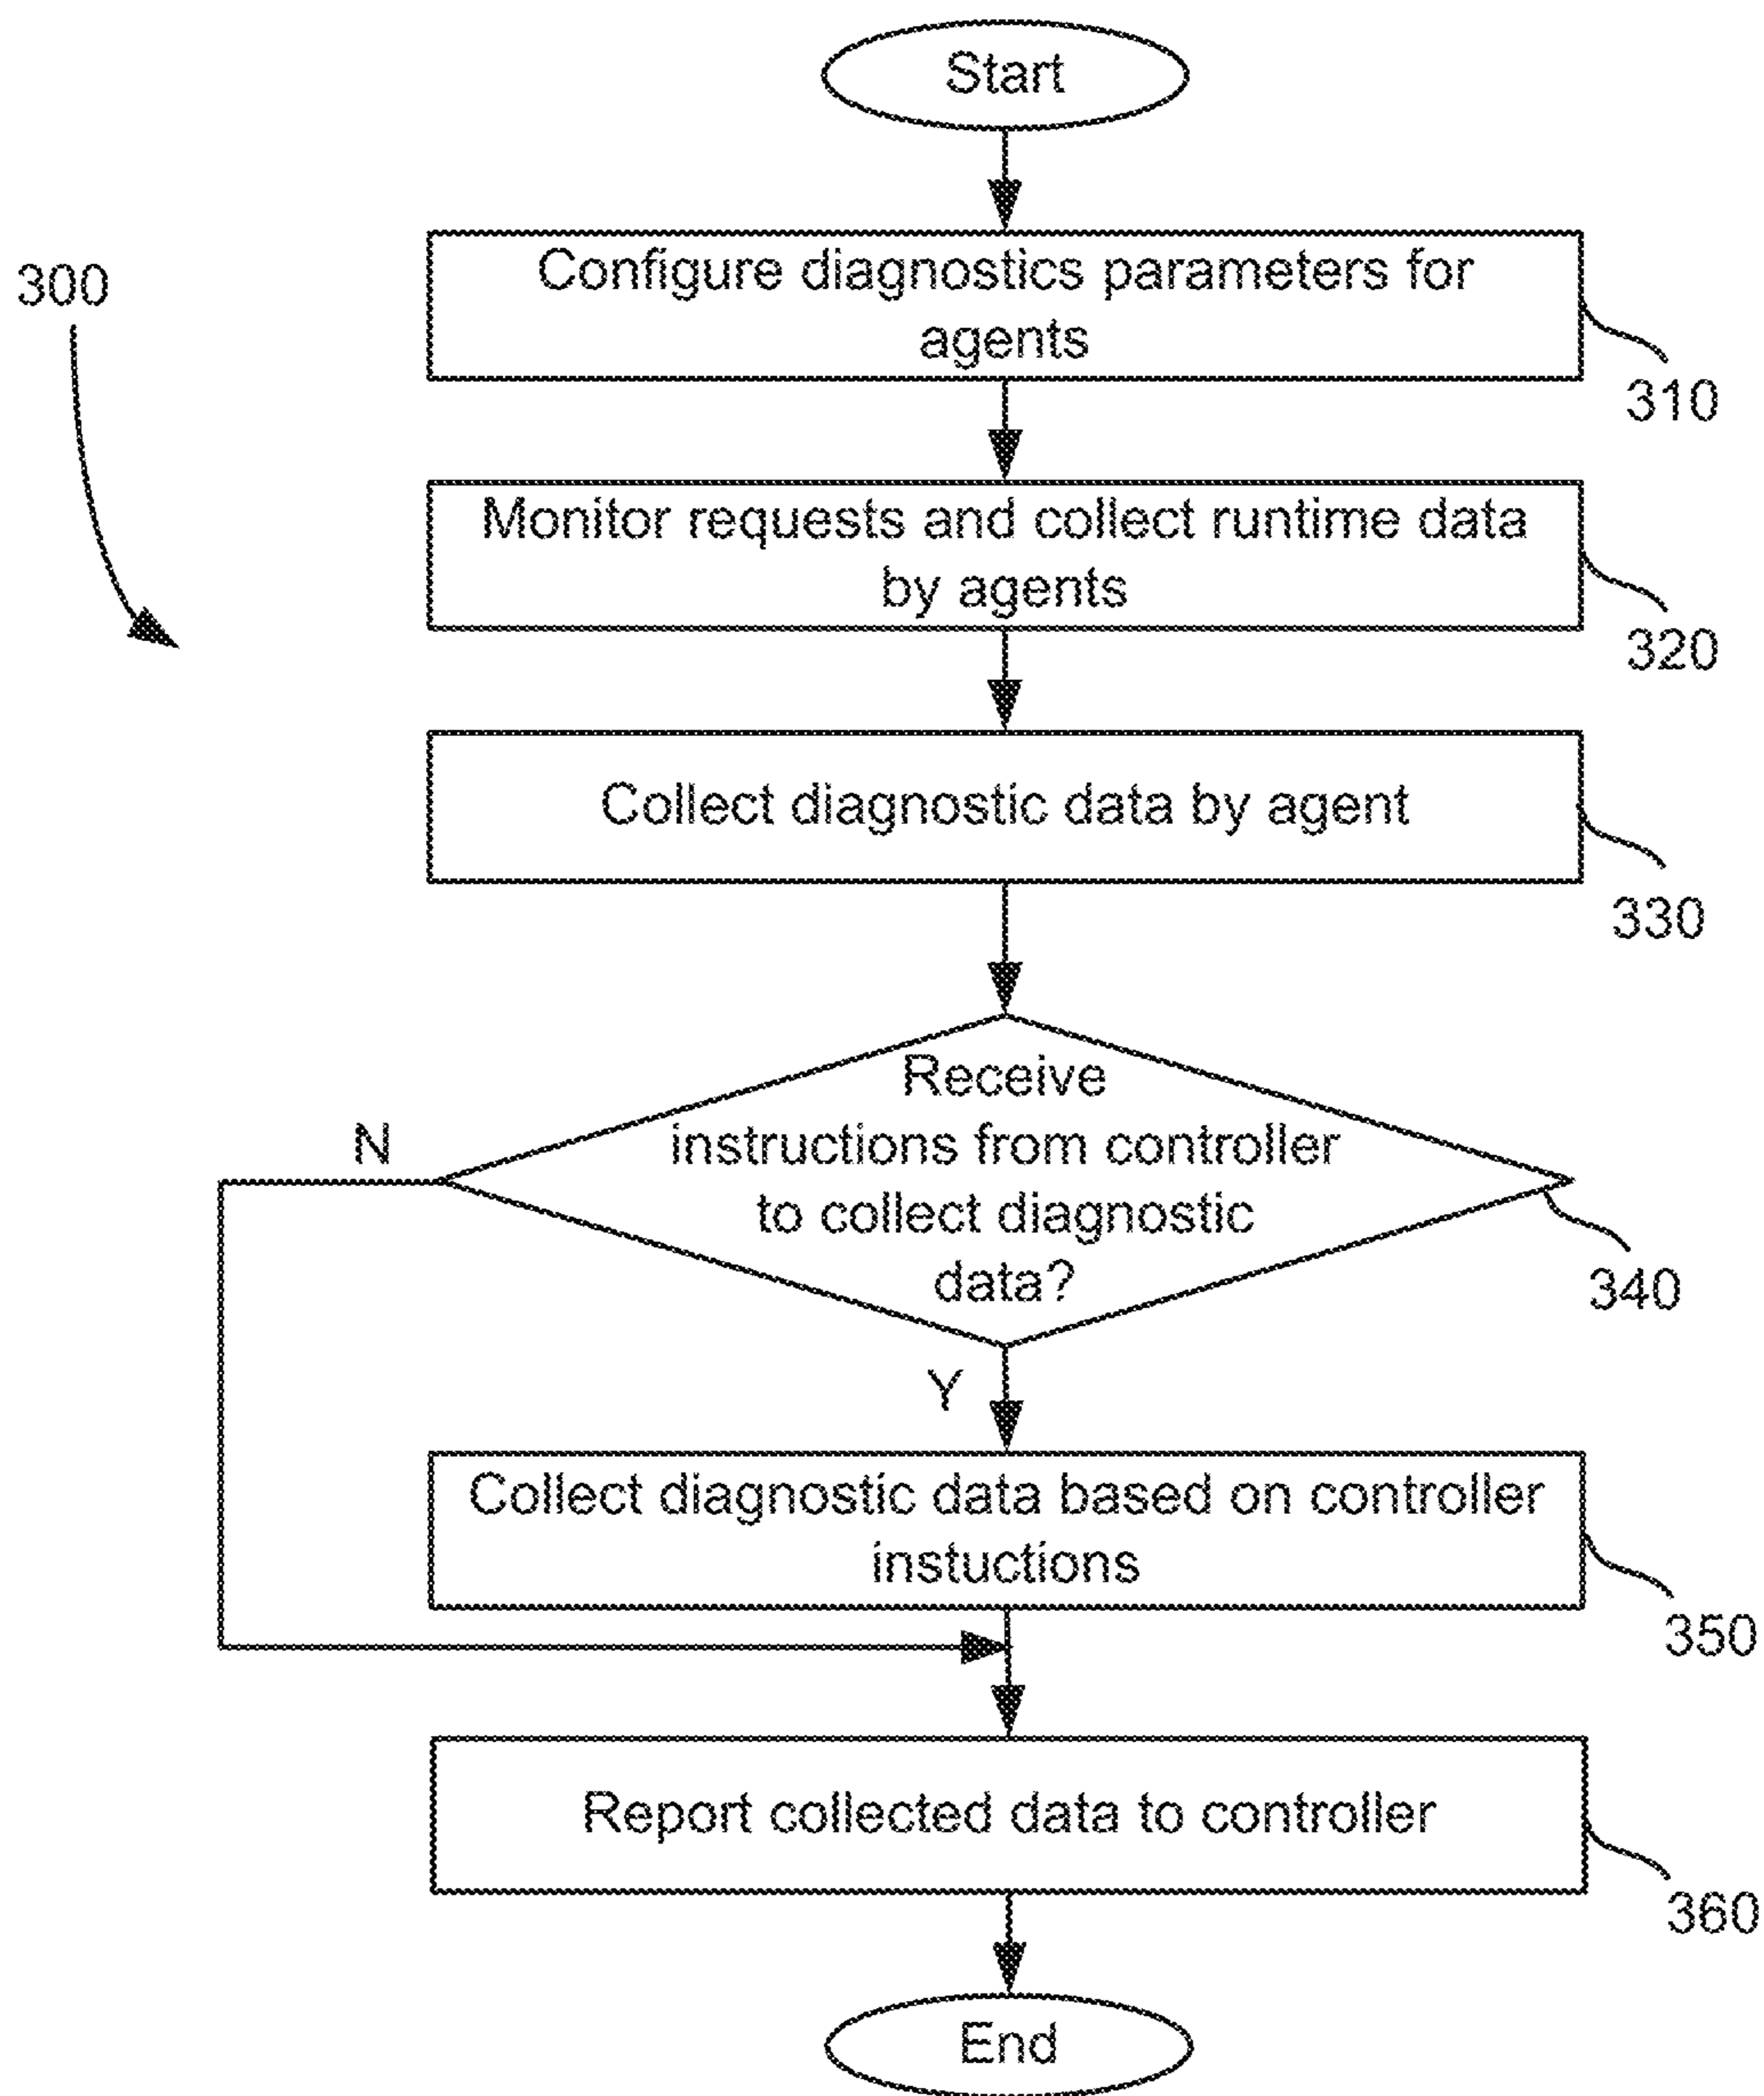 Start
300
Configure diagnostics parameters for
agents
310
Monitor requests and collect runtime data
by agents
320
Collect diagnostic data by agent
330
Receive
instructions from controller
to collect diagnostic
data?
N
340
Y
Collect diagnostic data based on controller
instuctions
350
Report collected data to controller
360
End